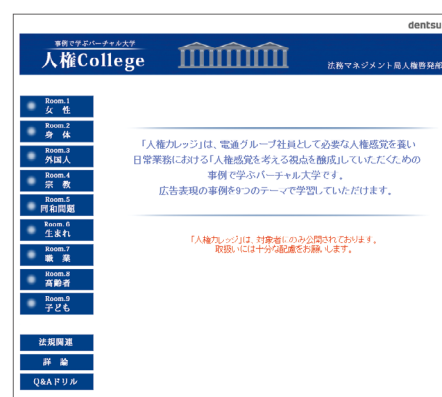 dentsu
事例で学ぶバーチャル大学
人権College
法務マネジメント局人権啓発部
Room.1
女 性
Room.2
身 体
Room.3
外国人
Room.4
宗 教
Room.5
同和問題
Room.6
生まれ
Room.7
職 業
Room.8
高齢者
Room.9
子ども
法規関連
詳 論
Q&Aドリル
「人権カレッジ」は、電通グループ社員として必要な人権感覚を養い
日常業務における「人権感覚を考える視点を醸成」していただくための
事例で学ぶバーチャル大学です。
広告表現の事例を9つのテーマで学習していただけます。
「人権カレッジ」は、対象者にのみ公開されております。
取扱いには十分な配慮をお願いします。